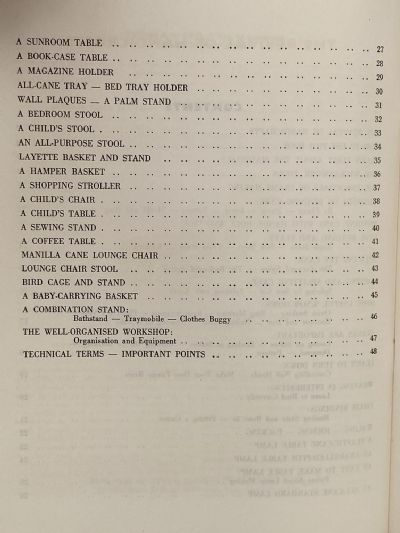 A SUNROOM TABLE .. .. .. .. .. .. .. .. .. .. .. .. .. .. .. .. 27
A BOOK-CASE TABLE .. .. .. .. .. .. .. .. .. .. .. .. .. .. .. 28
A MAGAZINE HOLDER .. .. .. .. .. .. .. .. .. .. .. .. .. .. .. 29
ALL-CANE TRAY — BED TRAY HOLDER .. .. .. .. .. .. .. .. .. .. 30
WALL PLAQUES — A PALM STAND .. .. .. .. .. .. .. .. .. .. .. 31
A BEDROOM STOOL .. .. .. .. .. .. .. .. .. .. .. .. .. .. .. .. 32
A CHILD'S STOOL . .. .. .. .. .. .. .. .. .. .. .. .. .. .. .. .. 33
AN ALL-PURPOSE STOOL .. .. .. .. .. .. .. .. .. .. .. .. .. .. 34
LAYETTE BASKET AND STAND .. .. .. .. .. .. .. .. .. .. .. .. 35
A HAMPER BASKET .. .. .. .. .. .. .. .. .. .. .. .. .. .. .. .. 36
A SHOPPING STROLLER .. .. .. .. .. .. .. .. .. .. .. .. .. .. 37
A CHILD'S CHAIR . .. .. .. .. .. .. .. .. .. .. .. .. .. .. .. .. 38
A CHILD'S TABLE . .. .. .. .. .. .. .. .. .. .. .. .. .. .. .. .. 39
A SEWING STAND . .. .. .. .. .. .. .. .. .. .. .. .. .. .. .. .. 40
A COFFEE TABLE . .. .. .. .. .. .. .. .. .. .. .. .. .. .. .. .. 41
MANILLA CANE LOUNGE CHAIR .. .. .. .. .. .. .. .. .. .. .. .. 42
LOUNGE CHAIR STOOL .. .. .. .. .. .. .. .. .. .. .. .. .. .. .. 43
BIRD CAGE AND STAND .. .. .. .. .. .. .. .. .. .. .. .. .. .. 44
A BABY-CARRYING BASKET .. .. .. .. .. .. .. .. .. .. .. .. .. 45
A COMBINATION STAND:
Bathstand — Traymobile — Clothes Buggy .. .. .. .. .. .. .. .. 46
THE WELL-ORGANISED WORKSHOP:
Organisation and Equipment .. .. .. .. .. .. .. .. .. .. .. 47
TECHNICAL TERMS — IMPORTANT POINTS .. .. .. .. .. .. .. .. .. 48